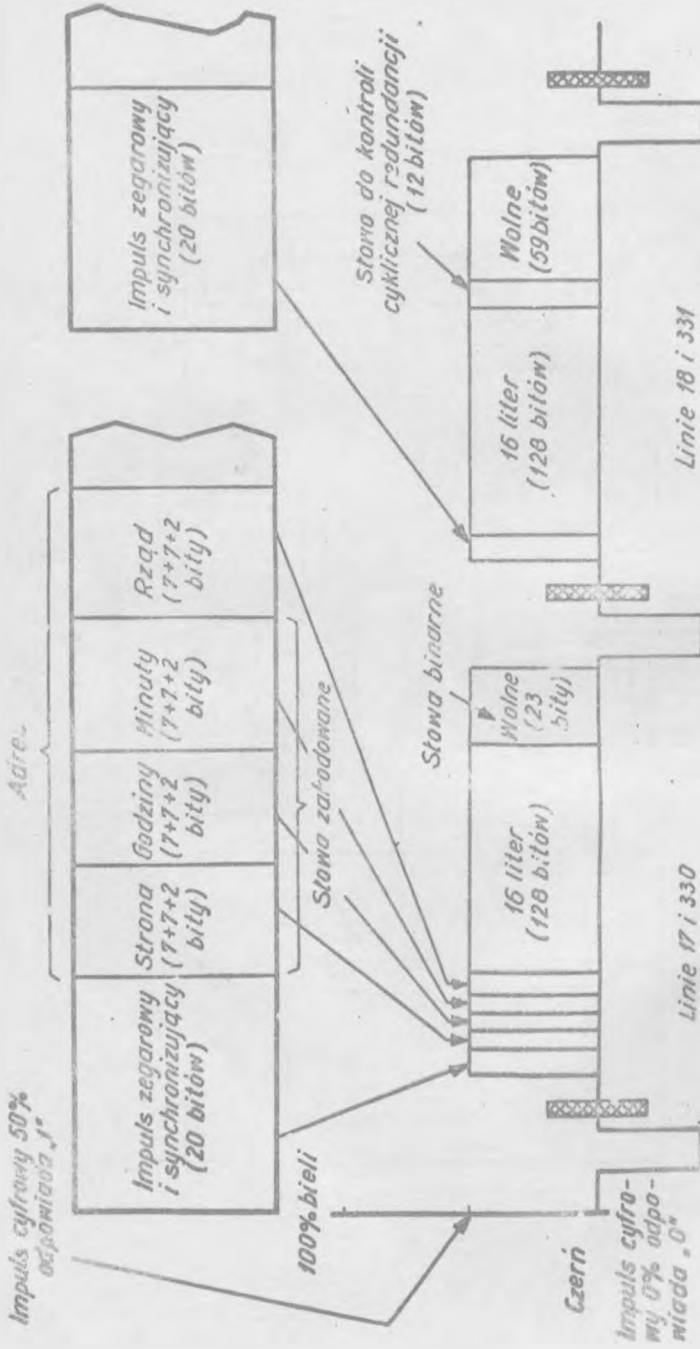 Impuls cyfrowy 50%
odpowiada „1"
Impuls zegarowy
i synchronizujący
(20 bitów)
Strona
(7+7+2
bity)
Godziny
(7+7+2
bity)
Minuty
(7+7+2
bity)
Rząd
(7+7+2
bity)
Słowa zakodowane
Impuls zegarowy
i synchronizujący
(20 bitów)
100% bieli
Czerń
Impuls cyfro-
wy 0% odpo-
wiada „0"
16 liter
(128 bitów)
Słowa binarne
Wolne
(23
bity)
Linie 17 i 330
16 liter
(128 bitów)
Słowo do kontroli
cyklicznej redundancji
(12 bitów)
Wolne
(59 bitów)
Linie 18 i 331